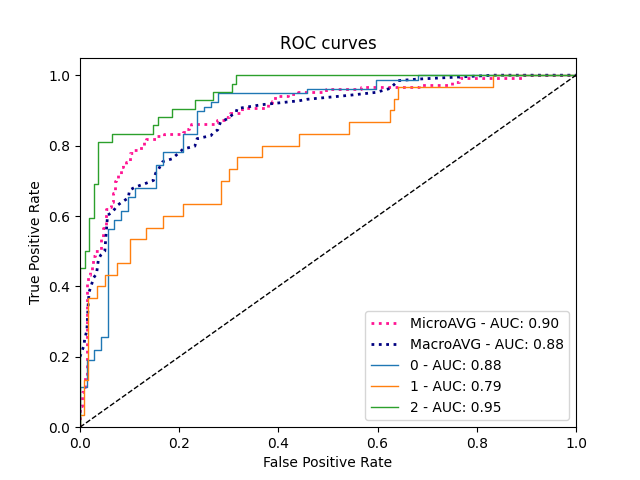 ROC curves
True Positive Rate
1.0
0.8
0.6
0.4
0.2
0.0
0.0 0.2 0.4 0.6 0.8 1.0
False Positive Rate
MicroAVG - AUC: 0.90
MacroAVG - AUC: 0.88
0 - AUC: 0.88
1 - AUC: 0.79
2 - AUC: 0.95